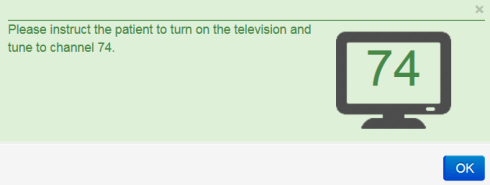 Please instruct the patient to turn on the television and
tune to channel 74.
74
OK